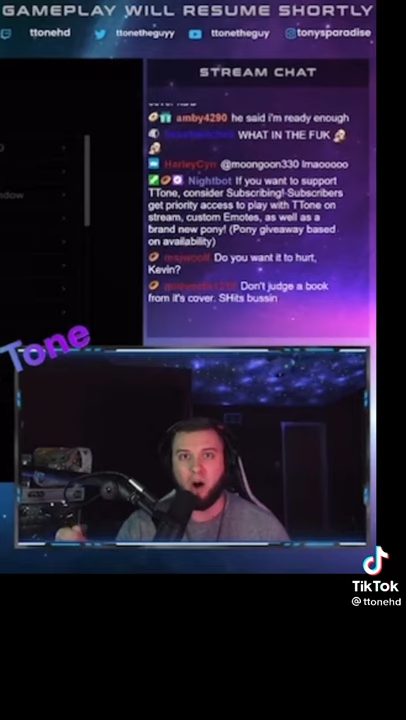 GAMEPLAY WILL RESUME SHORTLY
ttonehd ttonetheguyy ttonetheguy tonysparadise
STREAM CHAT
amby4290 he said i'm ready enough
WHAT IN THE FUK
HarleyCyn @moongoon330 lmaooooo
Nightbot If you want to support
TTone, consider Subscribing! Subscribers
get priority access to play with TTone on
stream, custom Emotes, as well as a
brand new pony! (Pony giveaway based
on availability)
Do you want it to hurt,
Kevin?
Don't judge a book
from it's cover. SHits bussin
Tone
TikTok
@ttonehd